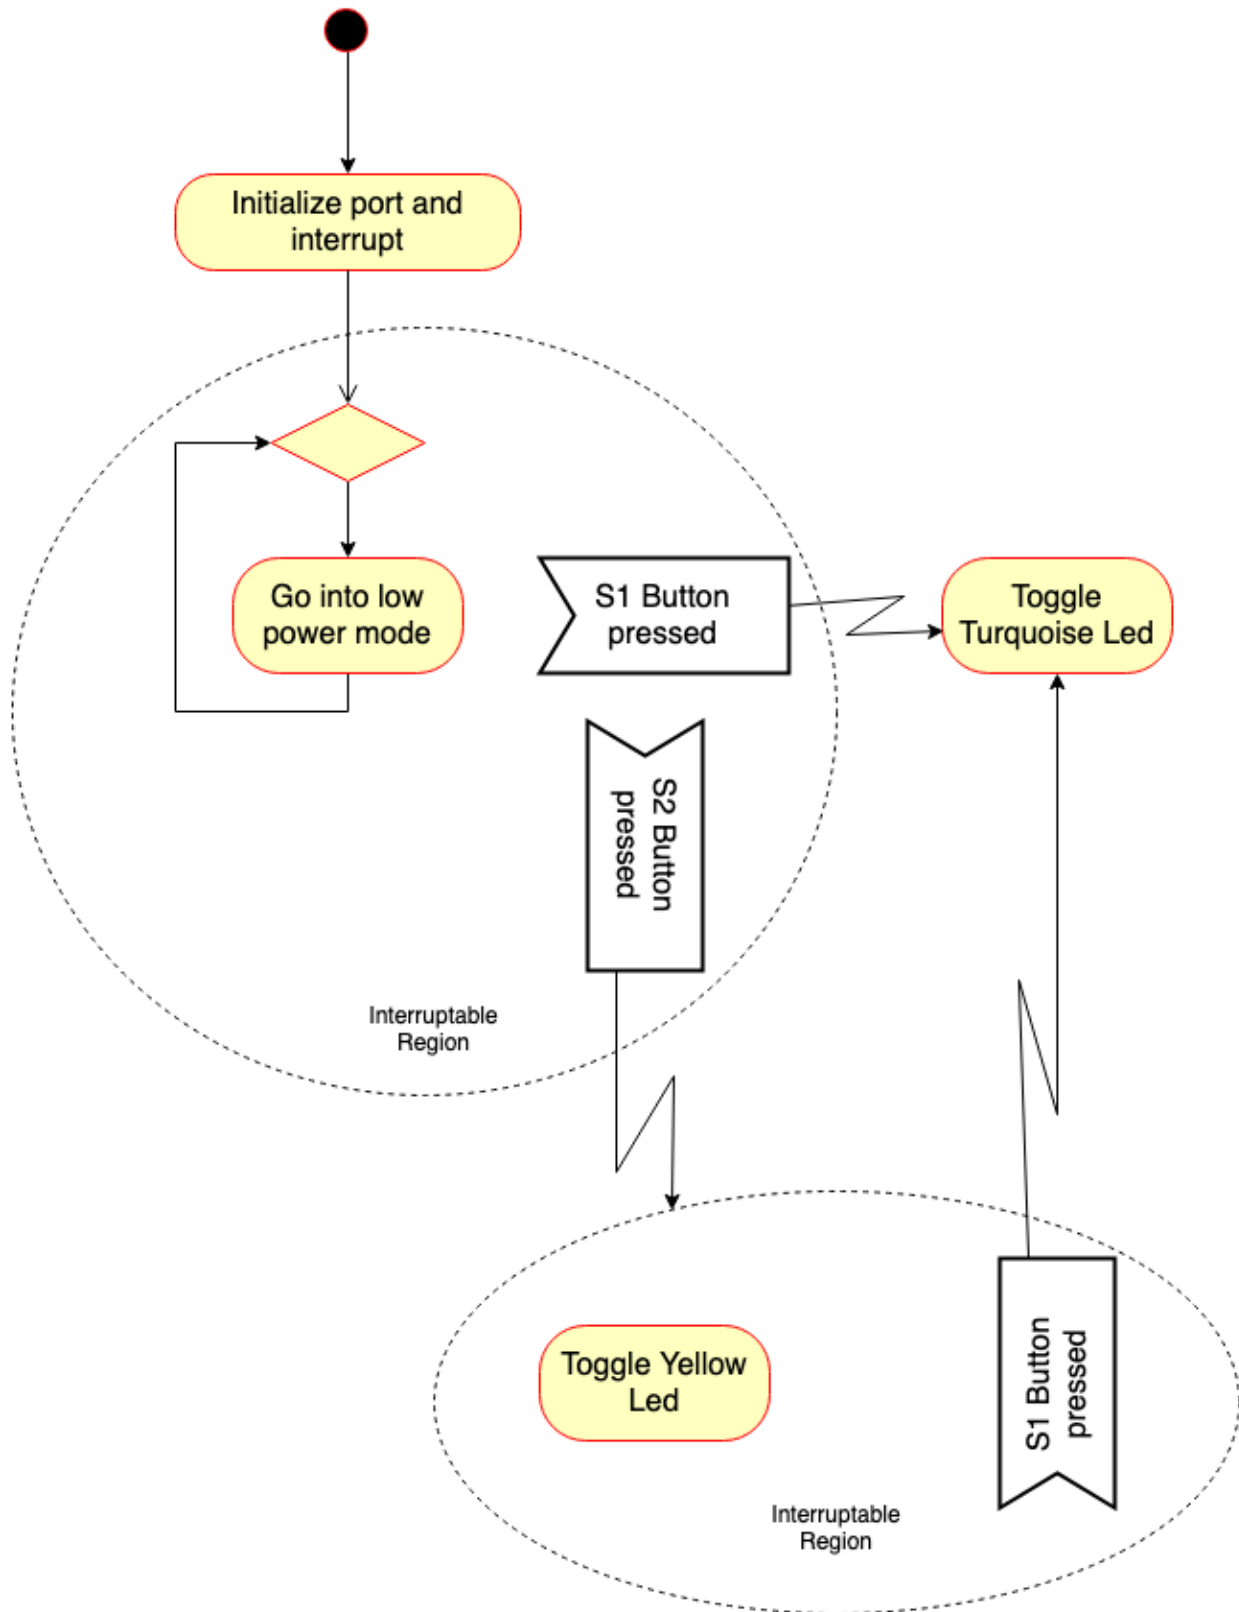 Initialize port and
interrupt
Go into low
power mode
S1 Button
pressed
Toggle
Turquoise Led
S2 Button
pressed
Interruptable
Region
Toggle Yellow
Led
S1 Button
pressed
Interruptable
Region